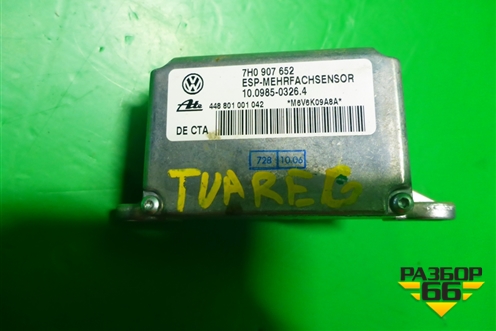 7H0 907 652
ESP-MEHRFACHSENSOR
10.0985-0326.4
Ate 448 801 001 042 *M6V6K09A8A*
DE CTA
728 10.06
TUAREG
РАЗБОР
66